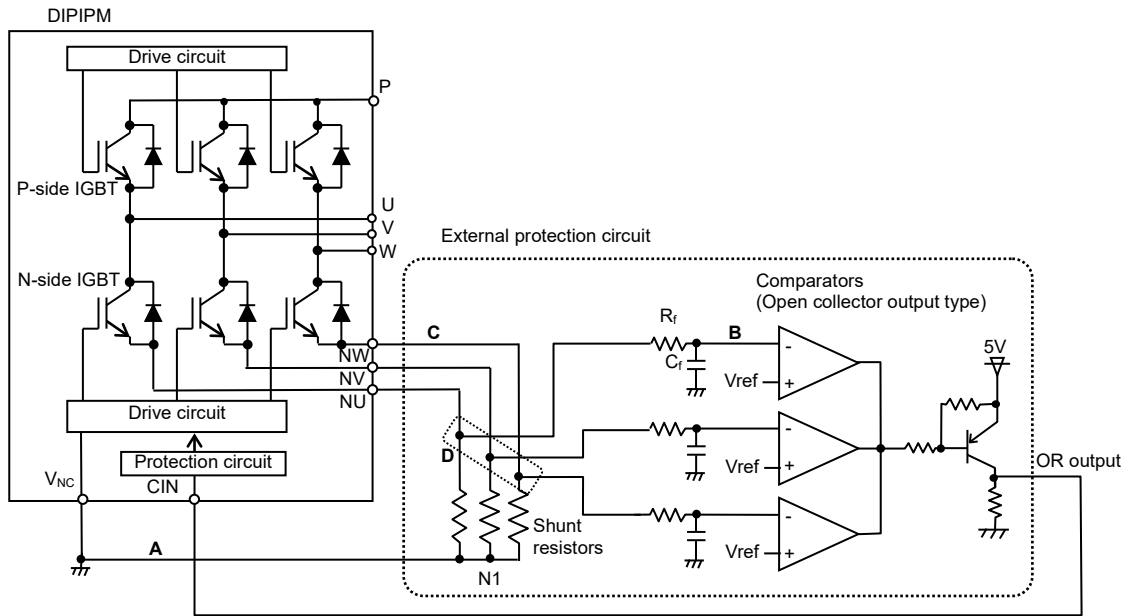 DIPIPM
Drive circuit
P
P-side IGBT
U
V
W
N-side IGBT
External protection circuit
Comparators
(Open collector output type)
C
Rf
B
-
5V
NW
Cf
Vref
+
NV
NU
Drive circuit
D
-
Protection circuit
Vref
+
OR output
VNC
CIN
-
Shunt
resistors
A
Vref
+
N1